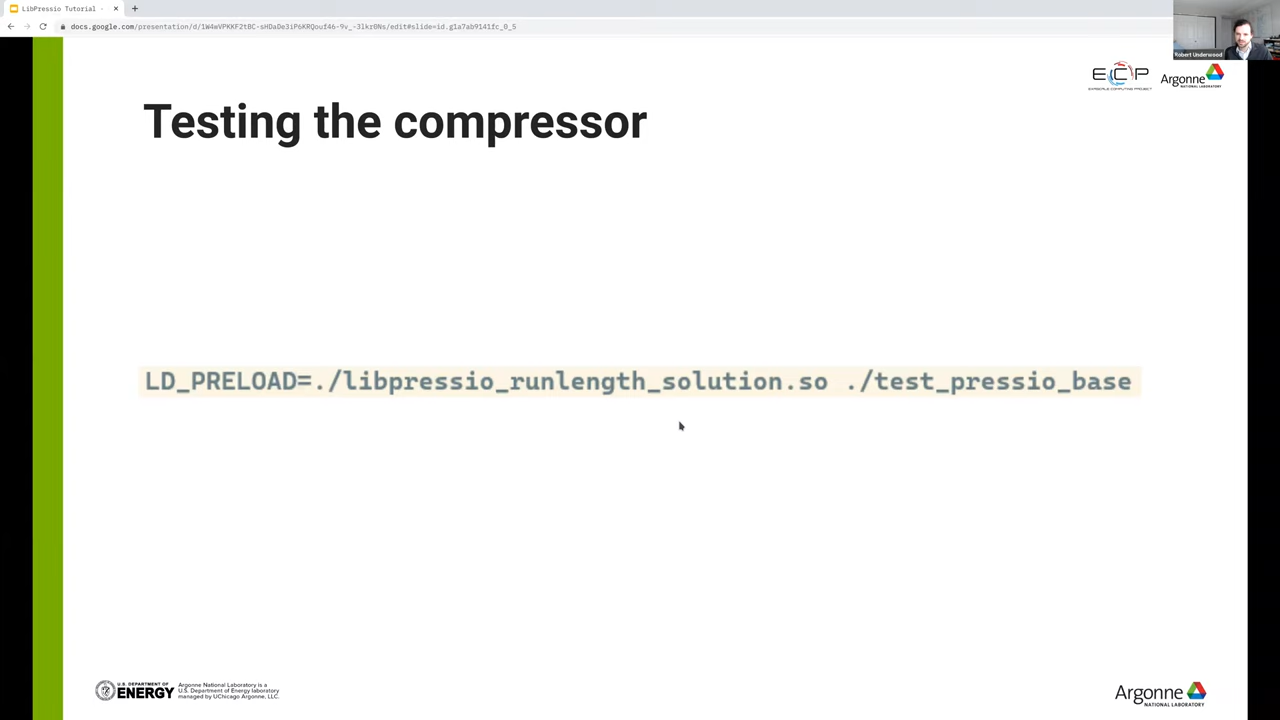 LibPressio Tutorial -
docs.google.com/presentation/d/1W4wVPKKF2tBC-sHDaDe3iP6KRQouf46-9v_-3lkr0Ns/edit#slide=id.g1a7ab9141fc_0_5
Robert Underwood
ECP
EXASCALE COMPUTING PROJECT
Argonne
NATIONAL LABORATORY
Testing the compressor
LD_PRELOAD=./libpressio_runlength_solution.so ./test_pressio_base
U.S. DEPARTMENT OF
ENERGY
Argonne National Laboratory is a
U.S. Department of Energy laboratory
managed by UChicago Argonne, LLC.
Argonne
NATIONAL LABORATORY